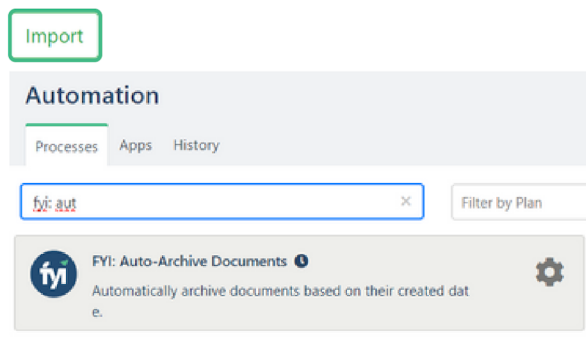 Import
Automation
Processes Apps History
fyi: aut × Filter by Plan
fyi FYI: Auto-Archive Documents
Automatically archive documents based on their created dat
e.